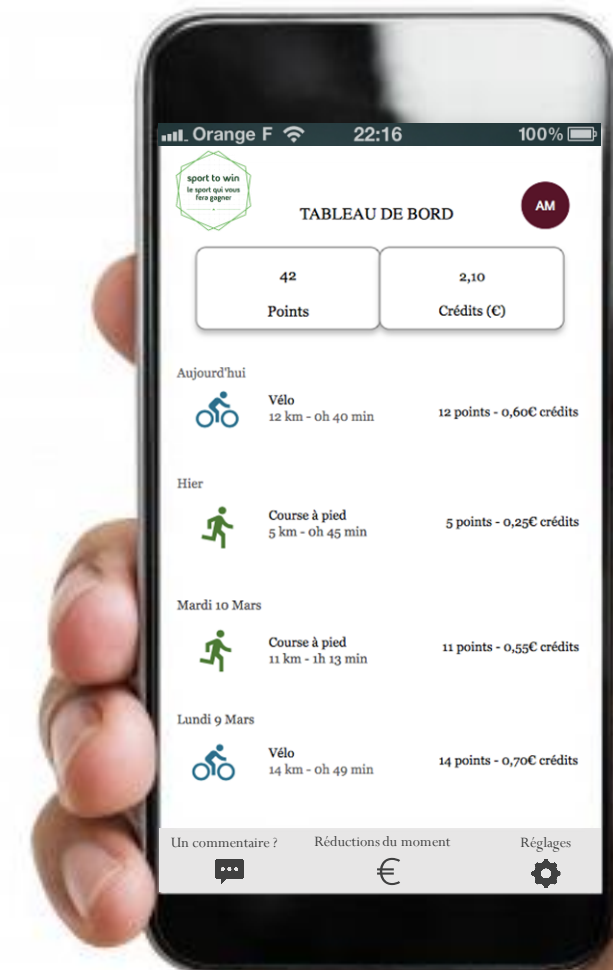 Orange F 22:16 100%
sport to win
le sport qui vous
fera gagner
TABLEAU DE BORD
AM
42 2,10
Points Crédits (€)
Aujourd'hui
Vélo
12 km - 0h 40 min
12 points - 0,60€ crédits
Hier
Course à pied
5 km - 0h 45 min
5 points - 0,25€ crédits
Mardi 10 Mars
Course à pied
11 km - 1h 13 min
11 points - 0,55€ crédits
Lundi 9 Mars
Vélo
14 km - 0h 49 min
14 points - 0,70€ crédits
Un commentaire ? Réductions du moment Réglages
€